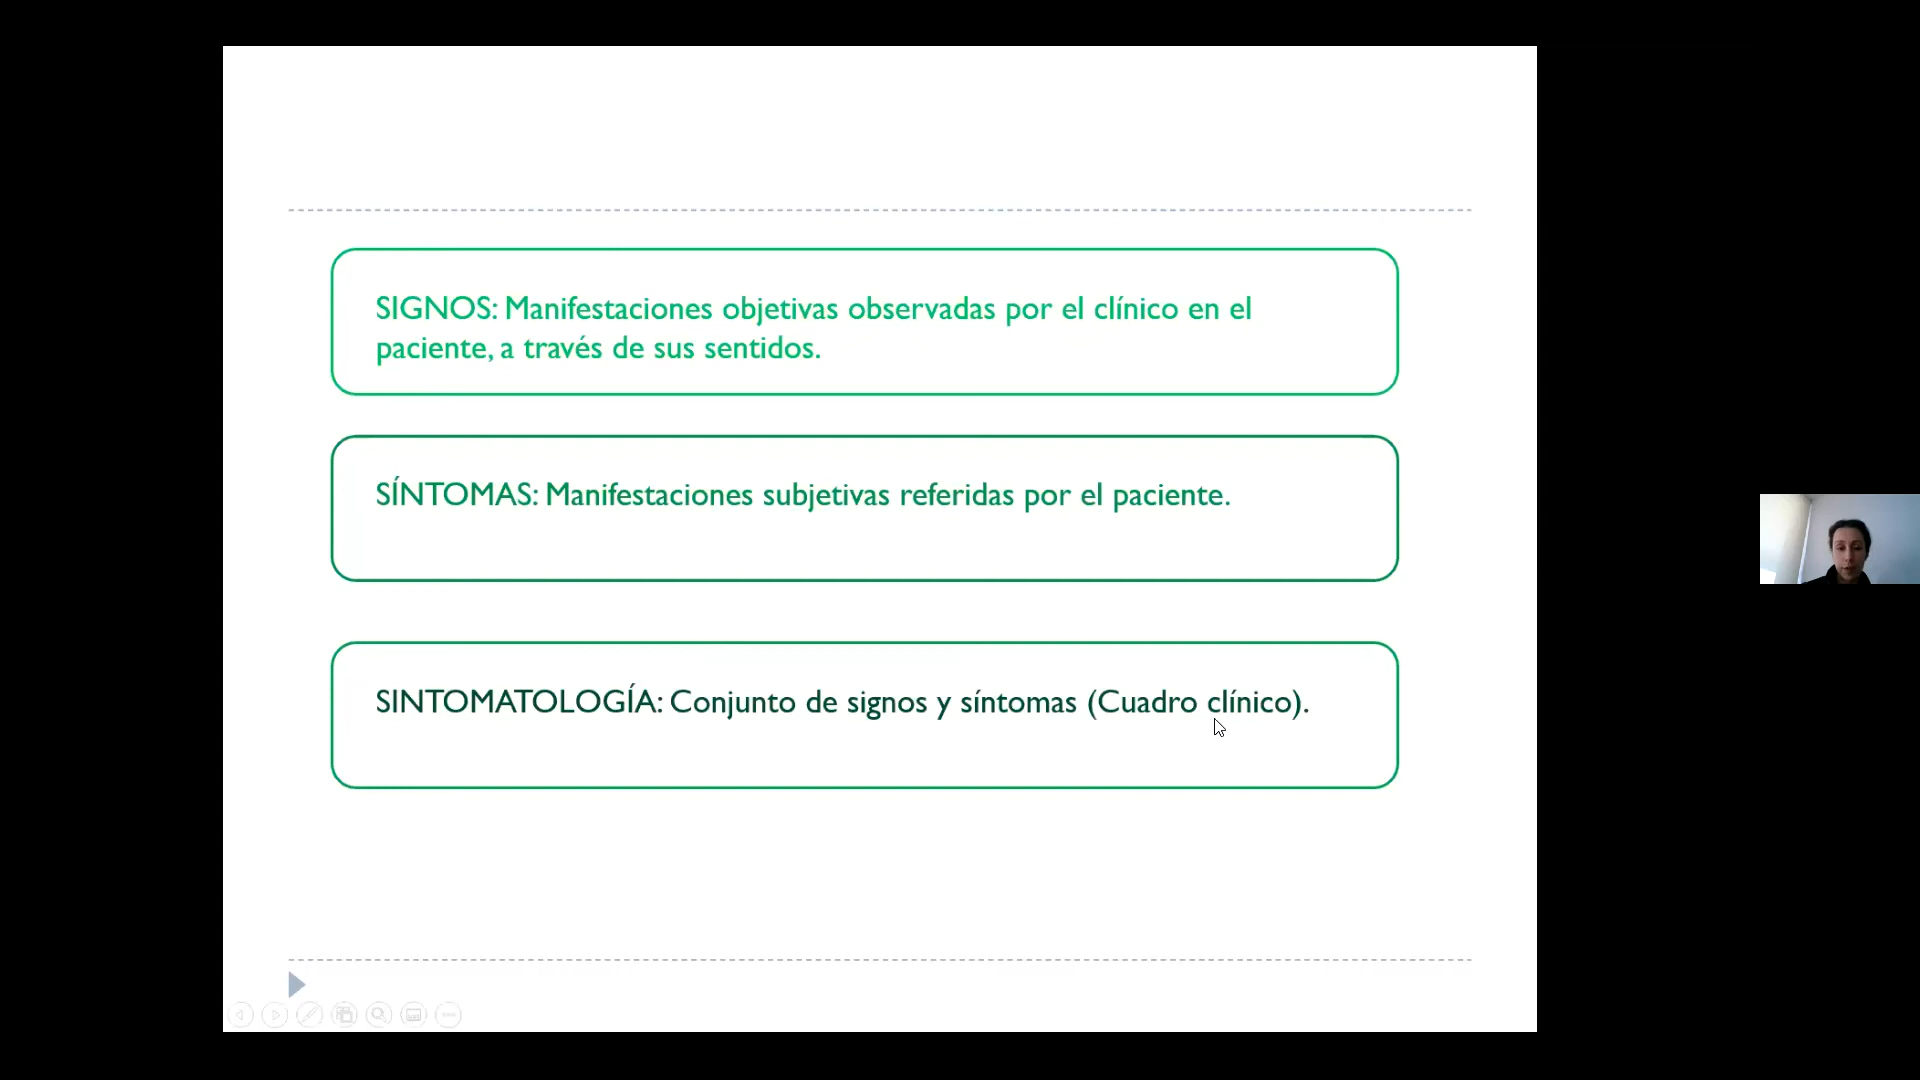 SIGNOS: Manifestaciones objetivas observadas por el clínico en el
paciente, a través de sus sentidos.
SÍNTOMAS: Manifestaciones subjetivas referidas por el paciente.
SINTOMATOLOGÍA: Conjunto de signos y síntomas (Cuadro clínico).